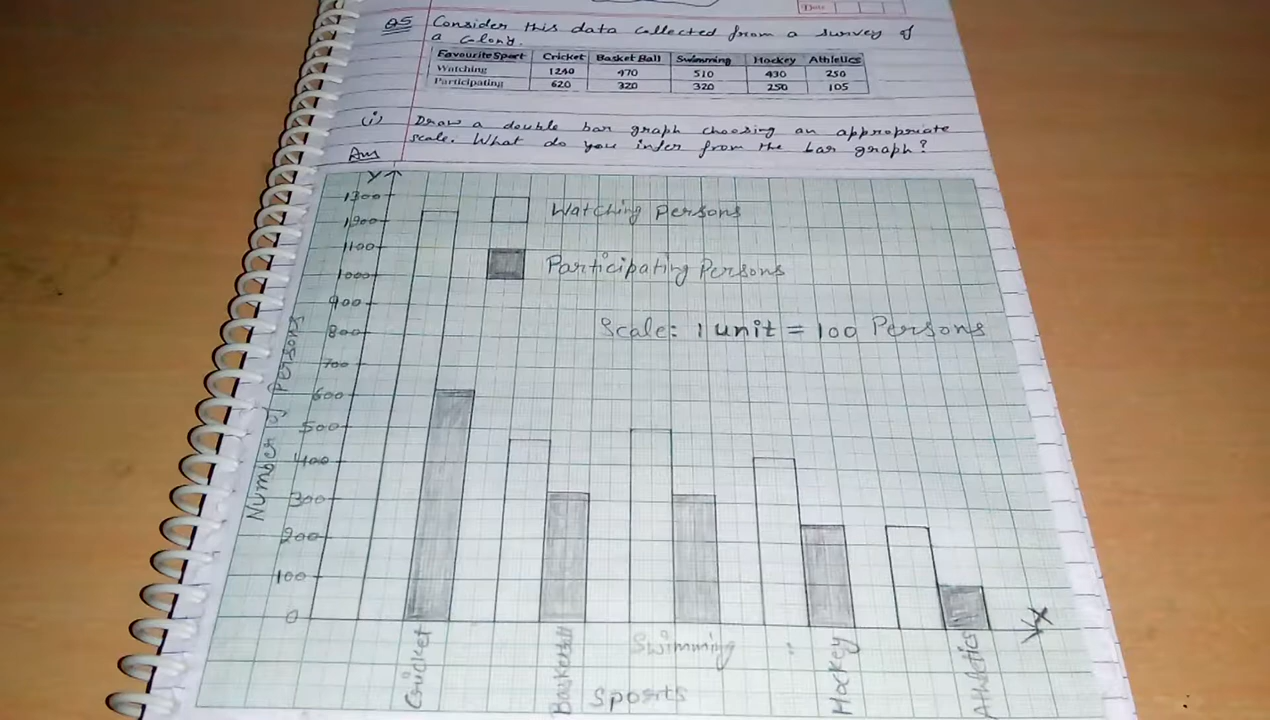 Date
Q5 Consider this data collected from a survey of
a colony.
Favourite Sport Cricket Basket Ball Swimming Hockey Athletics
Watching 1240 470 510 430 250
Participating 620 320 320 250 105
(i) Draw a double bar graph choosing an appropriate
scale. What do you infer from the bar graph?
Ans
Y
1300
1200
1100
1000
900
800
700
600
500
400
300
200
100
0
Number of Persons
Watching Persons
Participating Persons
Scale: 1 unit = 100 Persons
X
Cricket
Basketball
Swimming
Hockey
Athletics
Sports